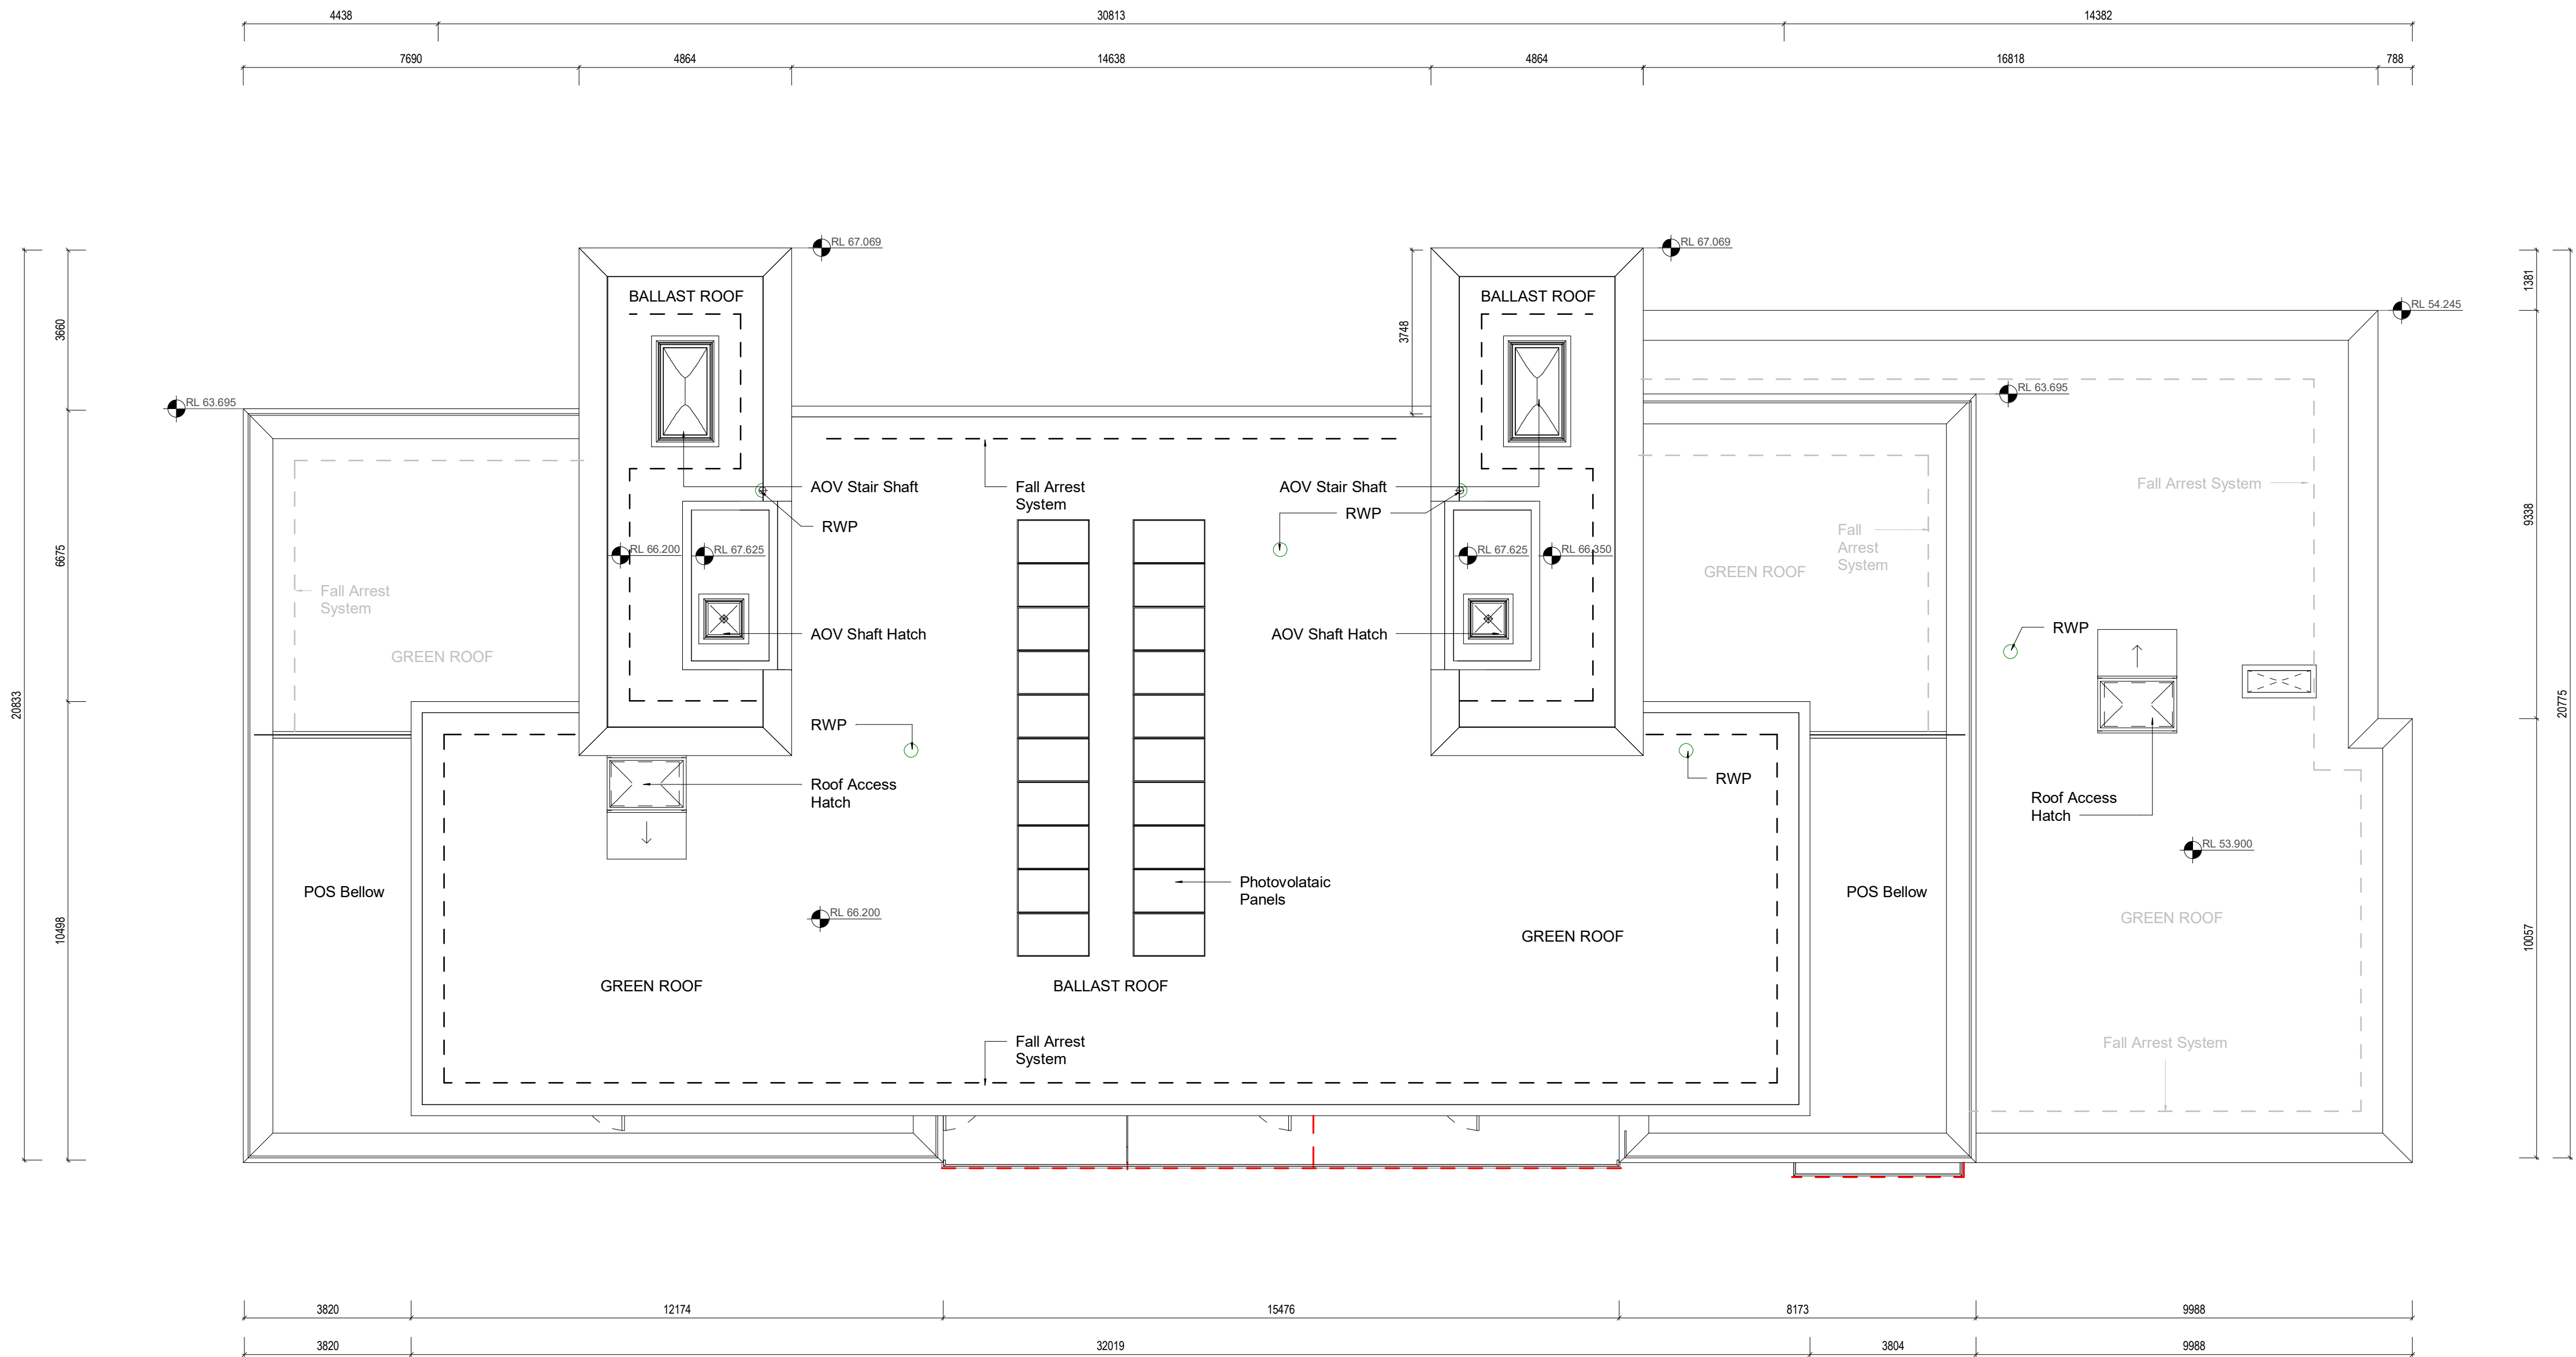 4438
30813
14382
7690
4864
14638
4864
16818
788
RL 67.069
RL 67.069
1381
BALLAST ROOF
BALLAST ROOF
RL 54.245
3660
3748
RL 63.695
RL 63.695
AOV Stair Shaft
Fall Arrest
System
AOV Stair Shaft
Fall Arrest System
RWP
RWP
9338
Fall
Arrest
System
6675
RL 66.200
RL 67.625
RL 67.625
RL 66.350
GREEN ROOF
Fall Arrest
System
AOV Shaft Hatch
AOV Shaft Hatch
RWP
GREEN ROOF
20833
20775
RWP
RWP
Roof Access
Hatch
Roof Access
Hatch
RL 53.900
POS Bellow
Photovolataic
Panels
POS Bellow
RL 66.200
GREEN ROOF
10498
GREEN ROOF
10057
GREEN ROOF
BALLAST ROOF
Fall Arrest
System
Fall Arrest System
3820
12174
15476
8173
9988
3820
32019
3804
9988